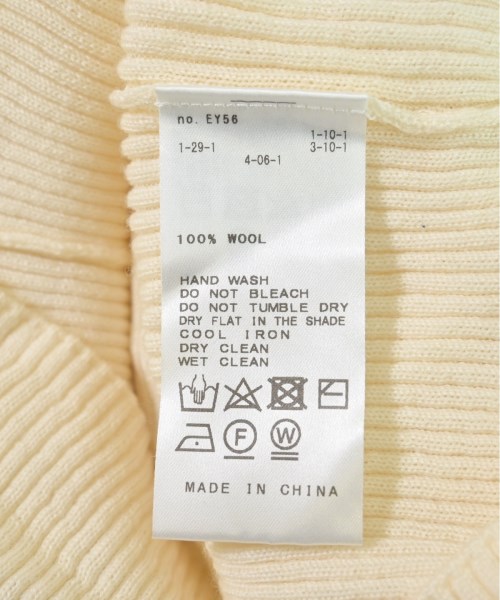 no. EY56
1-10-1
1-29-1 3-10-1
4-06-1
100% WOOL
HAND WASH
DO NOT BLEACH
DO NOT TUMBLE DRY
DRY FLAT IN THE SHADE
COOL IRON
DRY CLEAN
WET CLEAN
F W
MADE IN CHINA